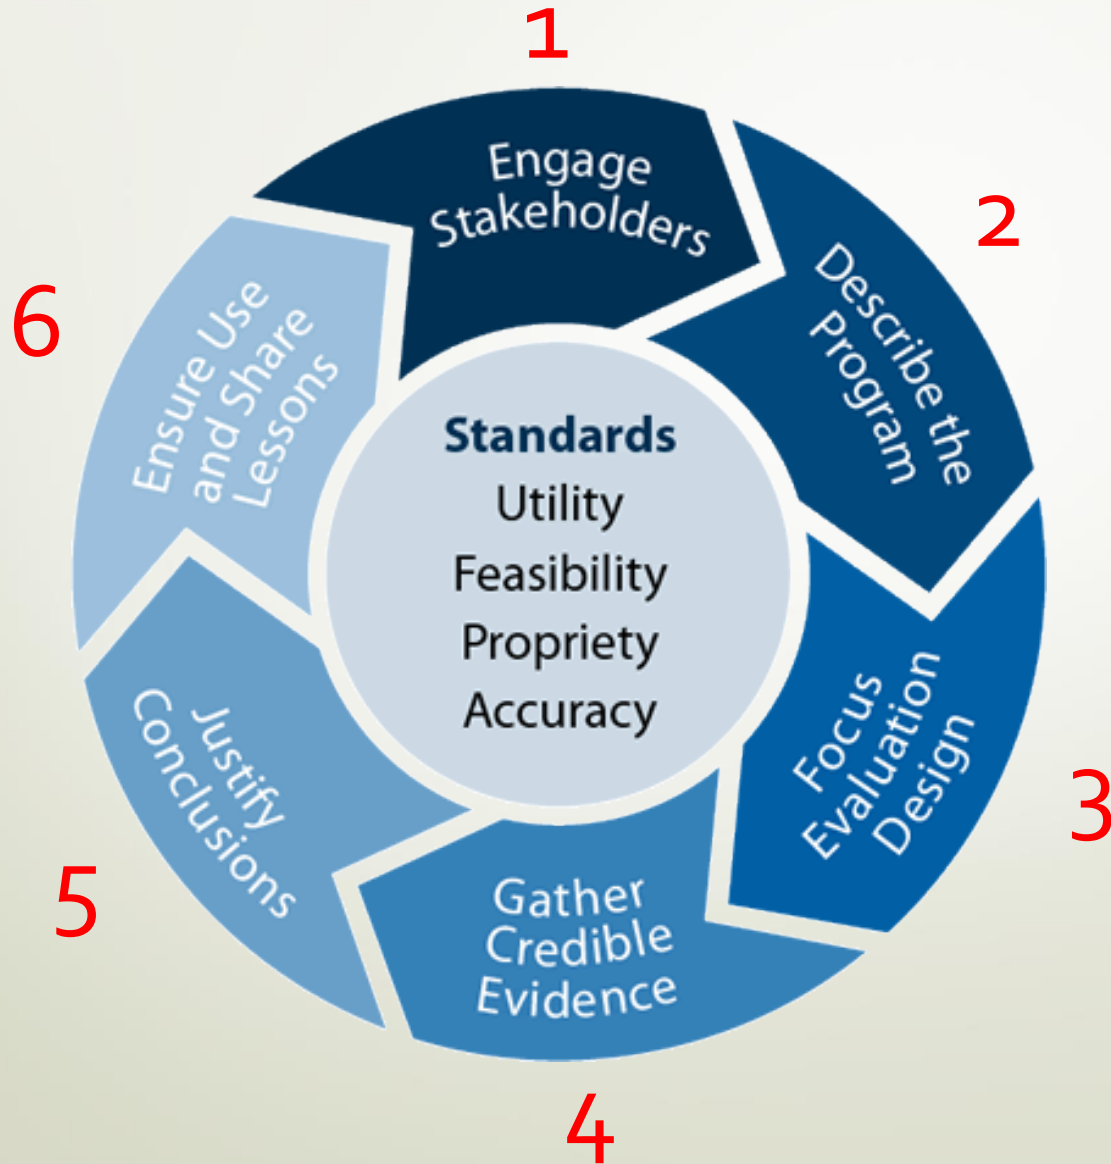 1
Engage
Stakeholders
2
Describe the
Program
3
Focus
Evaluation
Design
4
Gather
Credible
Evidence
5
Justify
Conclusions
6
Ensure Use
and Share
Lessons
Standards
Utility
Feasibility
Propriety
Accuracy